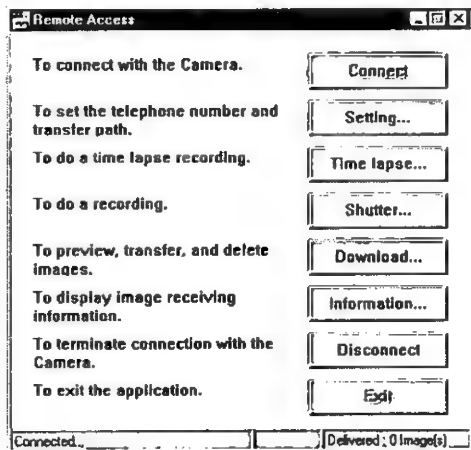 Remote Access
To connect with the Camera.
Connect
To set the telephone number and
transfer path.
Setting...
To do a time lapse recording.
Time lapse...
To do a recording.
Shutter...
To preview, transfer, and delete
images.
Download...
To display image receiving
information.
Information...
To terminate connection with the
Camera.
Disconnect
To exit the application.
Exit
Connected...
Delivered : 0 Image(s)